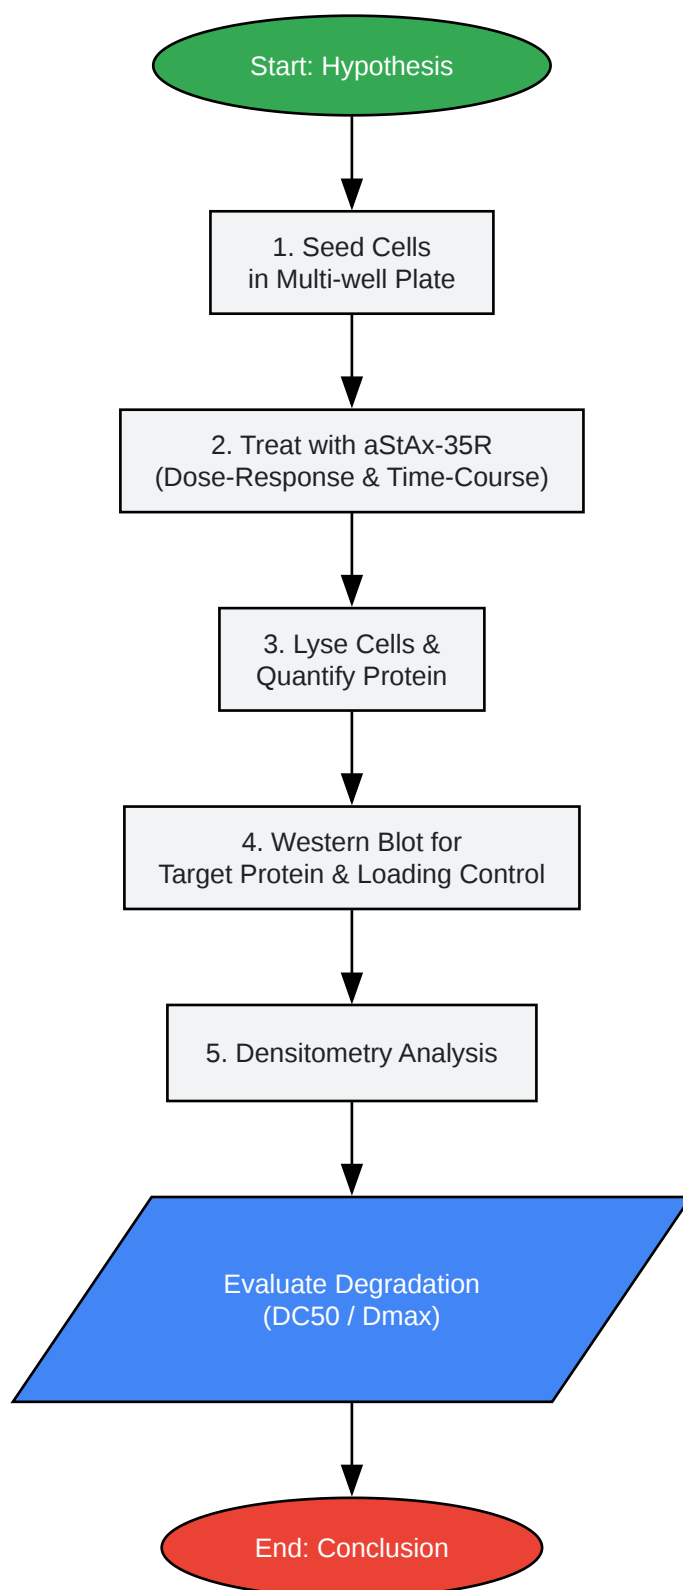 Start: Hypothesis
1. Seed Cells
in Multi-well Plate
2. Treat with aStAx-35R
(Dose-Response & Time-Course)
3. Lyse Cells &
Quantify Protein
4. Western Blot for
Target Protein & Loading Control
5. Densitometry Analysis
Evaluate Degradation
(DC50 / Dmax)
End: Conclusion